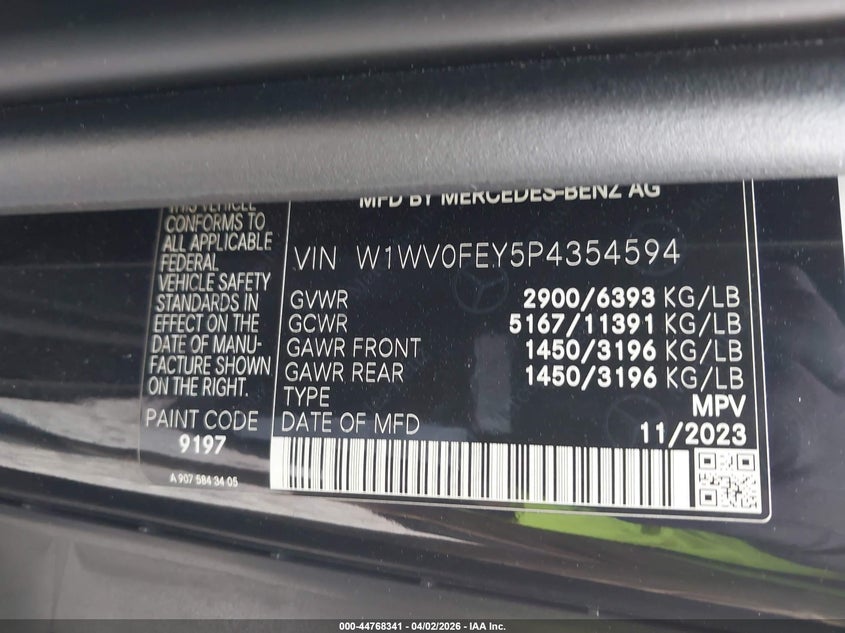 MFD BY MERCEDES-BENZ AG
THIS VEHICLE
CONFORMS TO
ALL APPLICABLE
FEDERAL
VEHICLE SAFETY
STANDARDS IN
EFFECT ON THE
DATE OF MANU-
FACTURE SHOWN
ON THE RIGHT.
PAINT CODE
9197
A 907 584 34 05
VIN W1WV0FEY5P4354594
GVWR 2900/6393 KG/LB
GCWR 5167/11391 KG/LB
GAWR FRONT 1450/3196 KG/LB
GAWR REAR 1450/3196 KG/LB
TYPE MPV
DATE OF MFD 11/2023
000-44768341 | 04/02/2026 - IAA Inc.